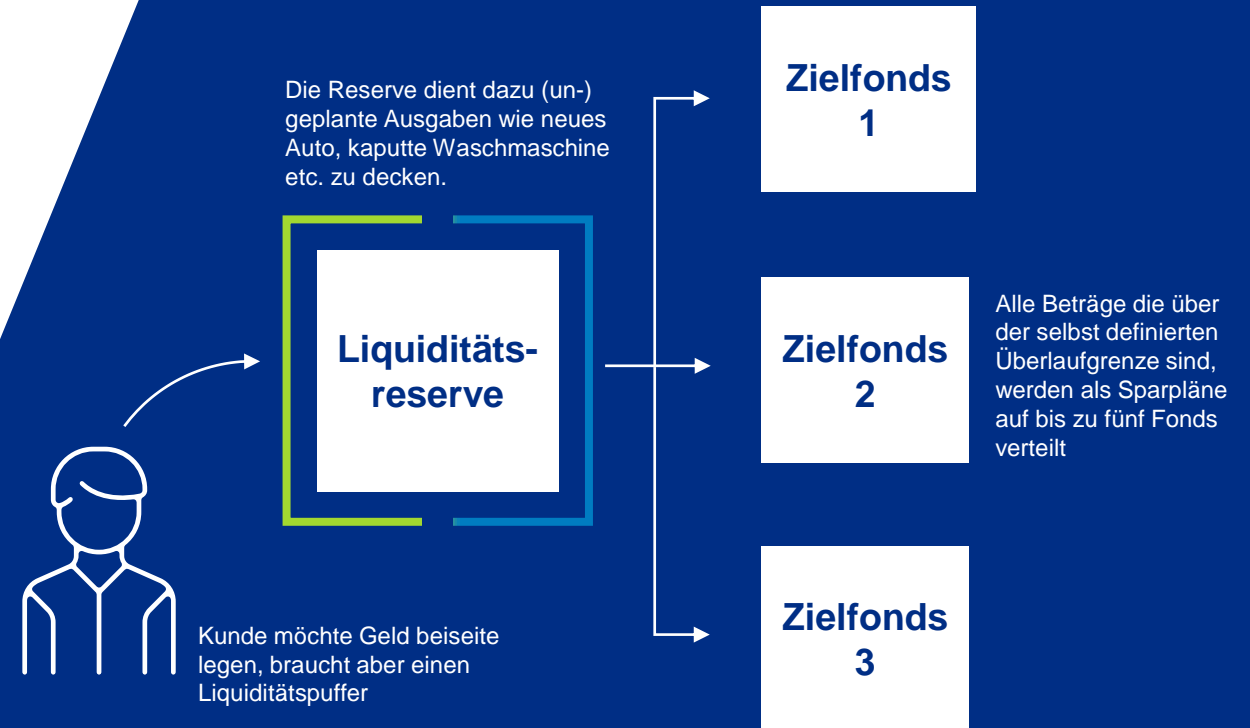 Die Reserve dient dazu (un-)
geplante Ausgaben wie neues
Auto, kaputte Waschmaschine
etc. zu decken.
Liquiditäts-
reserve
Kunde möchte Geld beiseite
legen, braucht aber einen
Liquiditätspuffer
Zielfonds
1
Zielfonds
2
Zielfonds
3
Alle Beträge die über
der selbst definierten
Überlaufgrenze sind,
werden als Sparpläne
auf bis zu fünf Fonds
verteilt